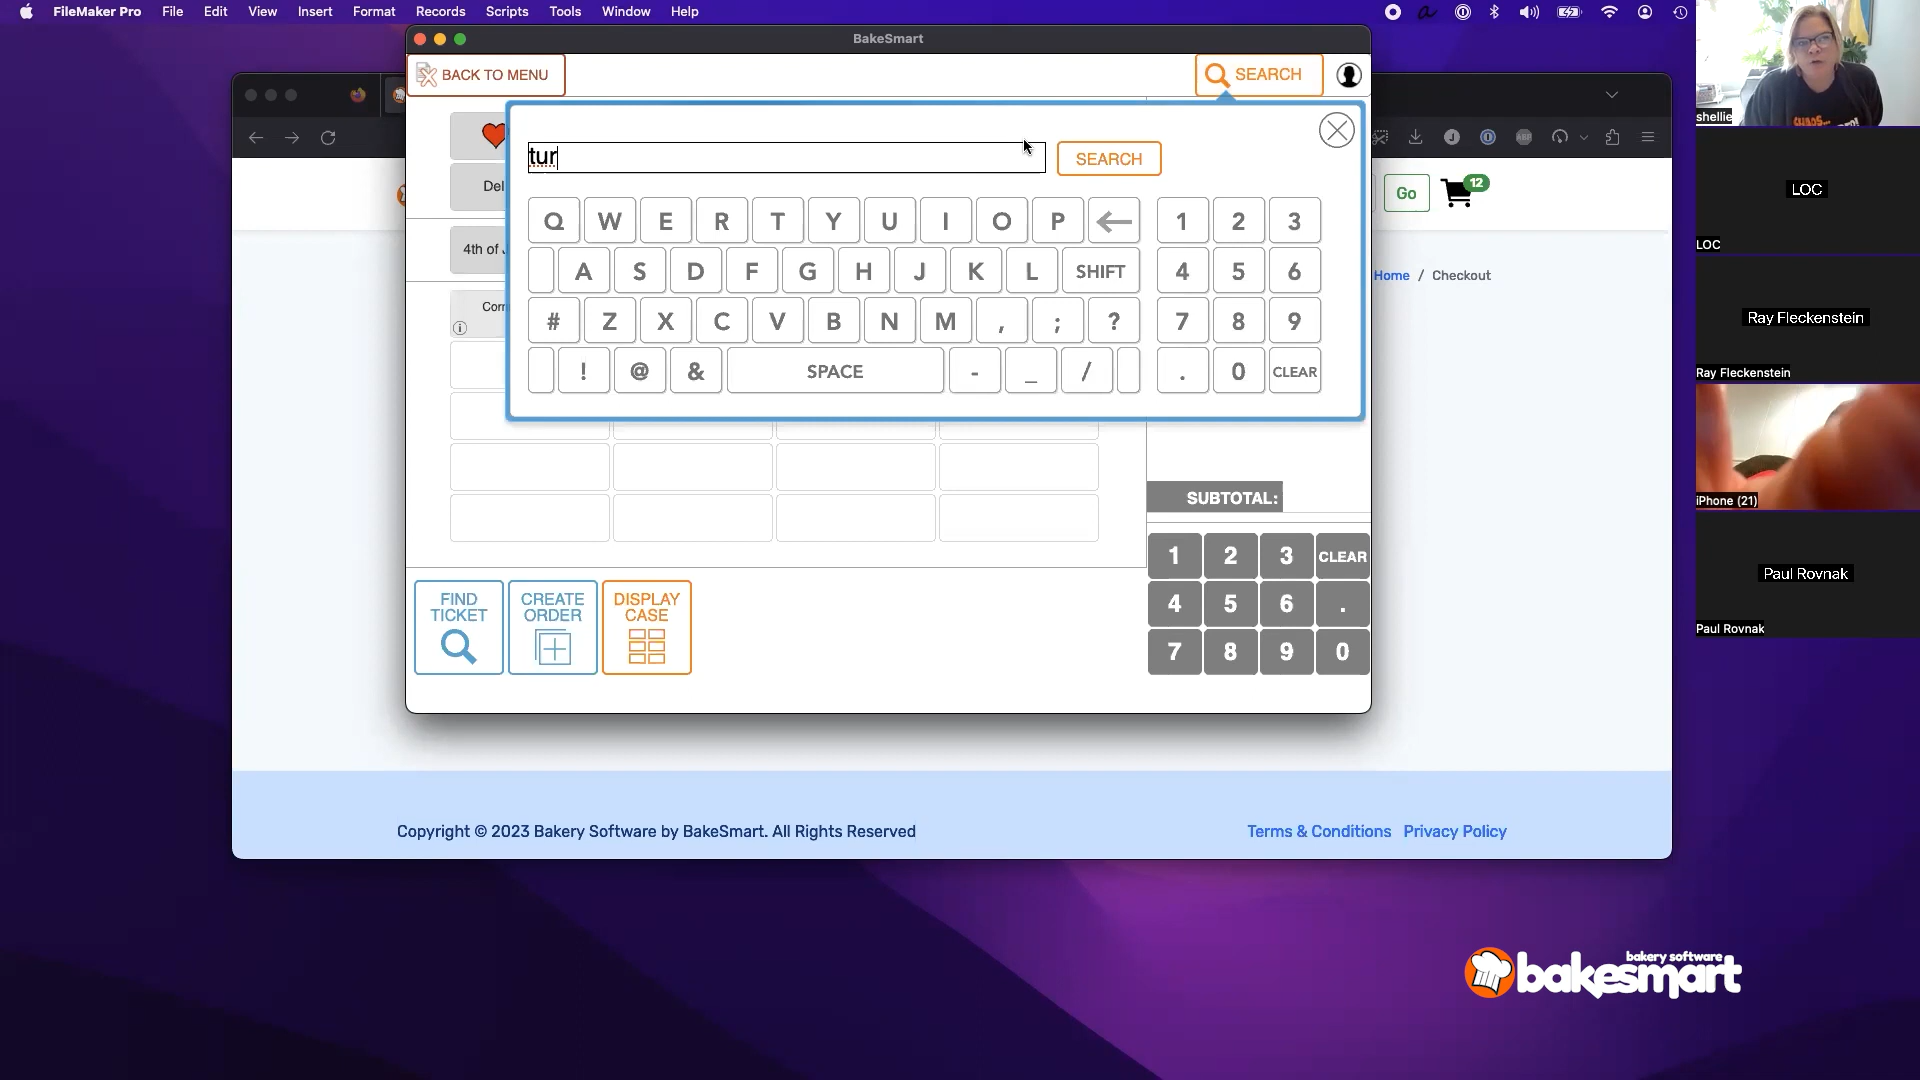 FileMaker Pro File Edit View Insert Format Records Scripts Tools Window Help
BakeSmart
BACK TO MENU
SEARCH
tur
SEARCH
Q W E R T Y U I O P 1 2 3
A S D F G H J K L SHIFT 4 5 6
# Z X C V B N M , ; ? 7 8 9
! @ & SPACE - _ / . 0 CLEAR
Del
4th of
Com
SUBTOTAL:
1 2 3 CLEAR
4 5 6 .
7 8 9 0
FIND
TICKET
CREATE
ORDER
DISPLAY
CASE
Go
12
Home / Checkout
Copyright © 2023 Bakery Software by BakeSmart. All Rights Reserved
Terms & Conditions Privacy Policy
bakery software
bakesmart
CHAOS...
shellie
LOC
LOC
Ray Fleckenstein
Ray Fleckenstein
iPhone (21)
Paul Rovnak
Paul Rovnak